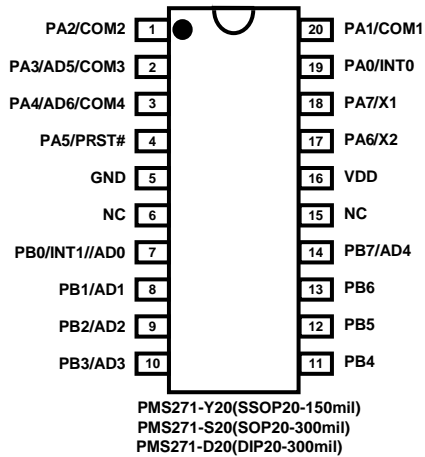 PA2/COM2 1 20 PA1/COM1
PA3/AD5/COM3 2 19 PA0/INT0
PA4/AD6/COM4 3 18 PA7/X1
PA5/PRST# 4 17 PA6/X2
GND 5 16 VDD
NC 6 15 NC
PB0/INT1//AD0 7 14 PB7/AD4
PB1/AD1 8 13 PB6
PB2/AD2 9 12 PB5
PB3/AD3 10 11 PB4
PMS271-Y20(SSOP20-150mil)
PMS271-S20(SOP20-300mil)
PMS271-D20(DIP20-300mil)